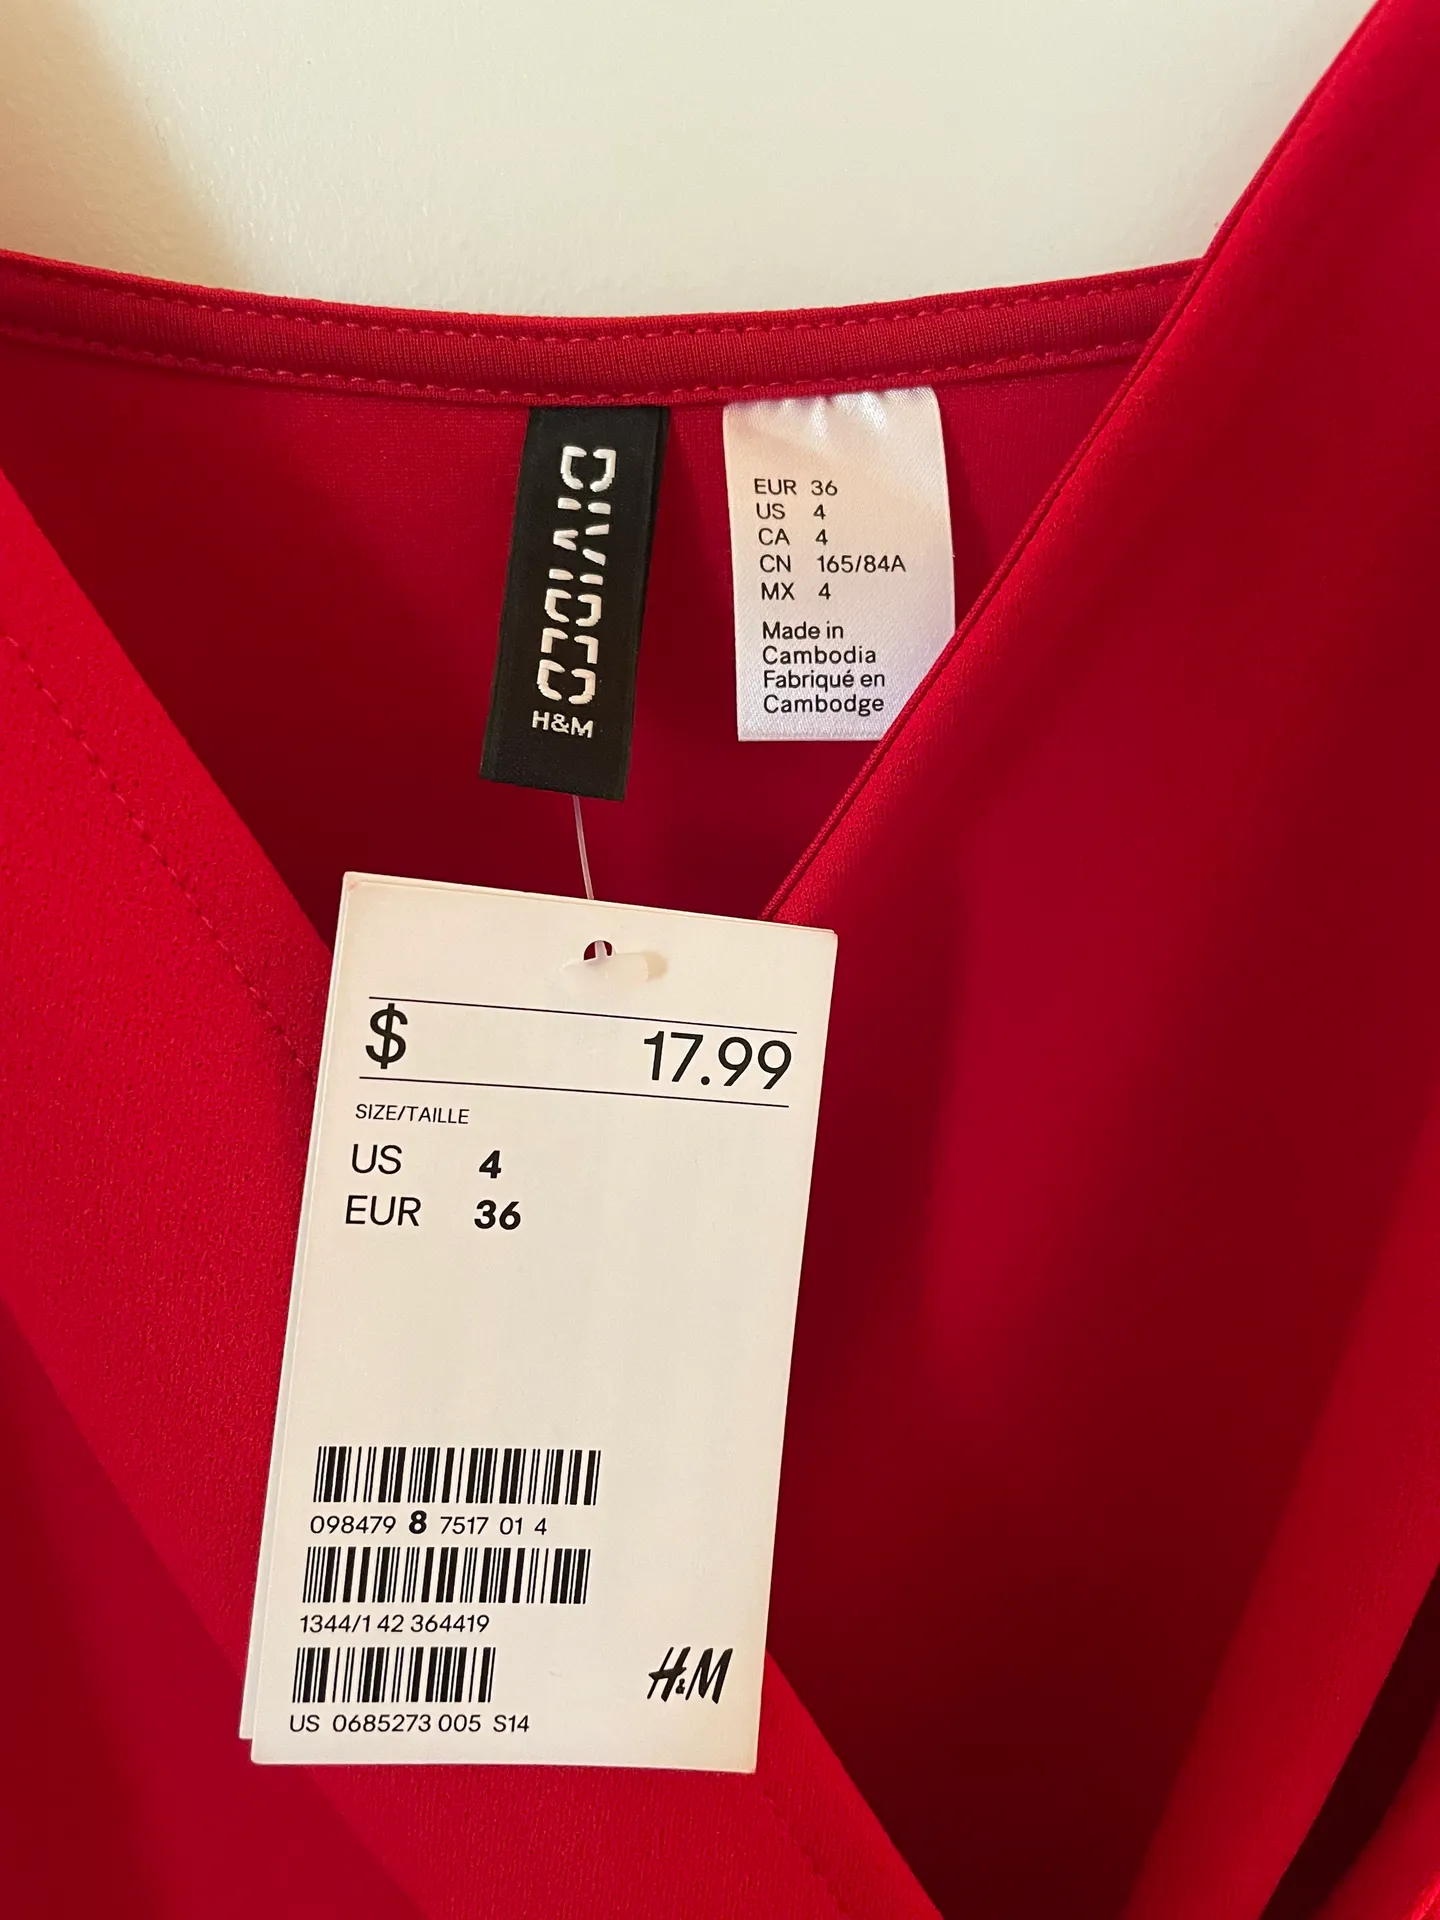 DIVIDED
H&M
EUR 36
US 4
CA 4
CN 165/84A
MX 4
Made in
Cambodia
Fabriqué en
Cambodge
$ 17.99
SIZE/TAILLE
US 4
EUR 36
098479 8 7517 01 4
1344/1 42 364419
H&M
US 0685273 005 S14